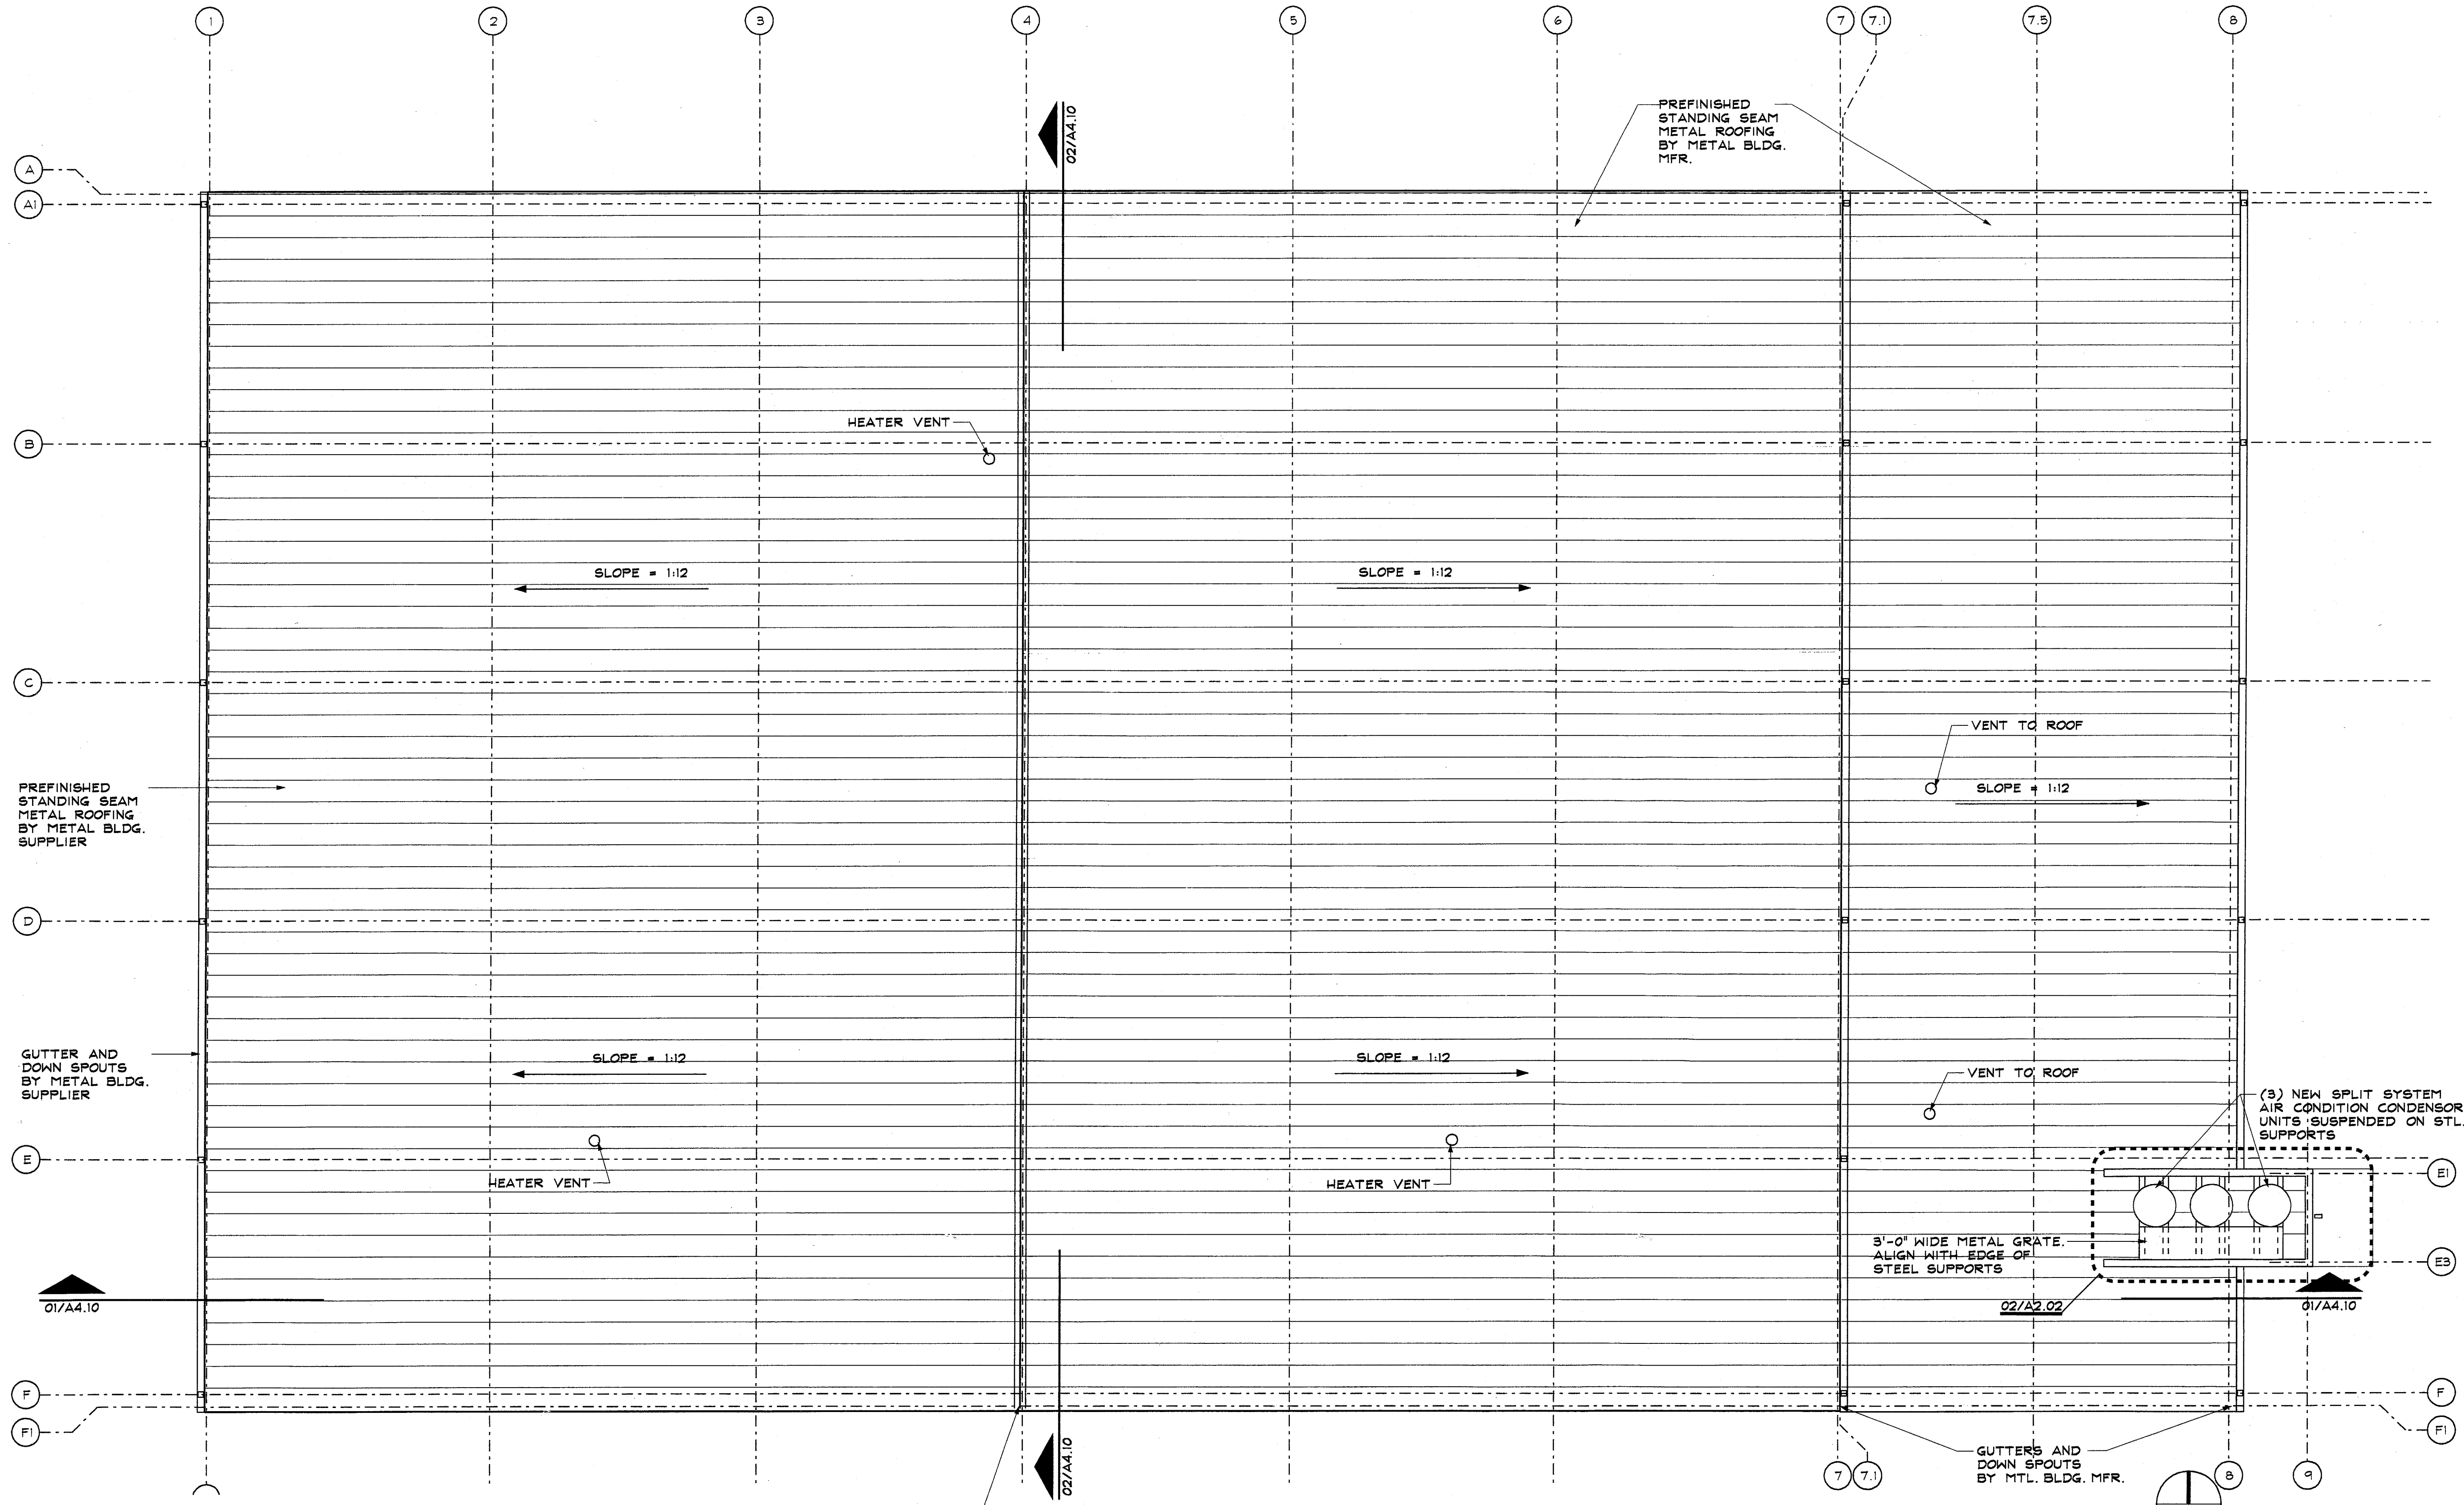 1
2
3
4
5
6
7
7.1
7.5
8
02/A4.10
PREFINISHED
STANDING SEAM
METAL ROOFING
BY METAL BLDG.
MFR.
A
A1
B
HEATER VENT
SLOPE = 1:12
SLOPE = 1:12
C
VENT TO ROOF
SLOPE = 1:12
PREFINISHED
STANDING SEAM
METAL ROOFING
BY METAL BLDG.
SUPPLIER
D
GUTTER AND
DOWN SPOUTS
BY METAL BLDG.
SUPPLIER
SLOPE = 1:12
SLOPE = 1:12
VENT TO ROOF
(3) NEW SPLIT SYSTEM
AIR CONDITION CONDENSOR
UNITS SUSPENDED ON STL.
SUPPORTS
E
HEATER VENT
HEATER VENT
E1
3'-0" WIDE METAL GRATE.
ALIGN WITH EDGE OF
STEEL SUPPORTS
E3
01/A4.10
02/A2.02
01/A4.10
F
F
F1
F1
02/A4.10
GUTTERS AND
DOWN SPOUTS
BY MTL. BLDG. MFR.
7
7.1
8
9